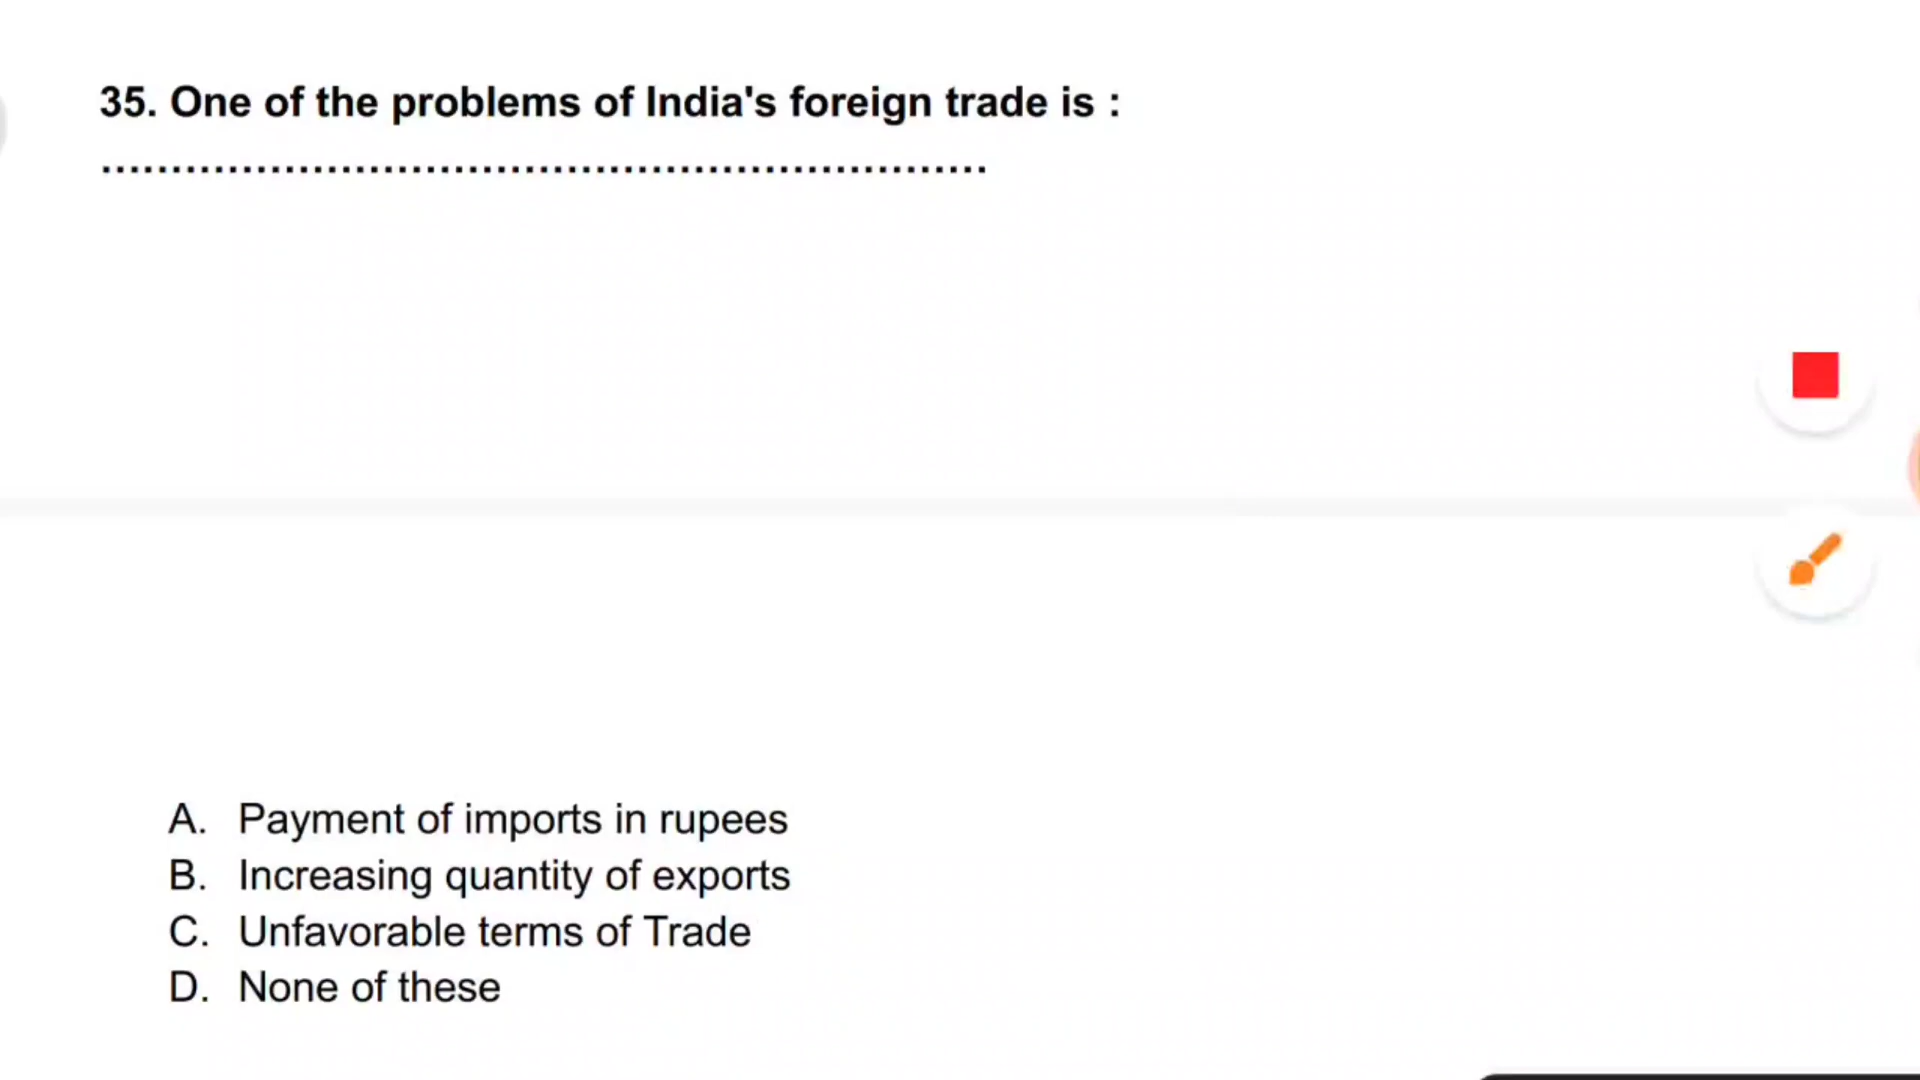 35. One of the problems of India's foreign trade is :
...............................................................
A. Payment of imports in rupees
B. Increasing quantity of exports
C. Unfavorable terms of Trade
D. None of these